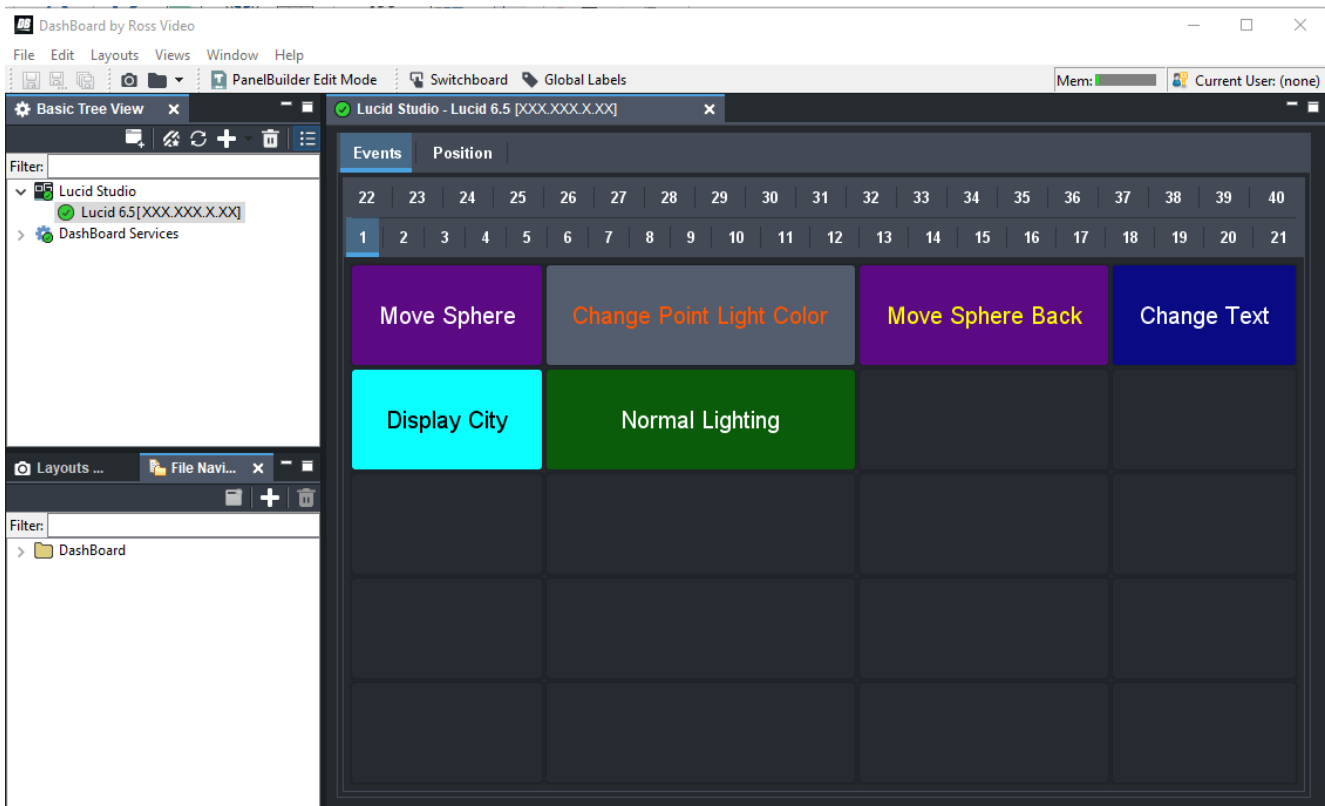 DB DashBoard by Ross Video
File Edit Layouts Views Window Help
PanelBuilder Edit Mode Switchboard Global Labels Mem: Current User: (none)
Basic Tree View
Filter:
Lucid Studio
Lucid 6.5[XXX.XXX.X.XX]
DashBoard Services
Layouts ... File Navi...
Filter:
DashBoard
Lucid Studio - Lucid 6.5 [XXX.XXX.X.XX]
Events Position
22 23 24 25 26 27 28 29 30 31 32 33 34 35 36 37 38 39 40
1 2 3 4 5 6 7 8 9 10 11 12 13 14 15 16 17 18 19 20 21
Move Sphere Change Point Light Color Move Sphere Back Change Text
Display City Normal Lighting